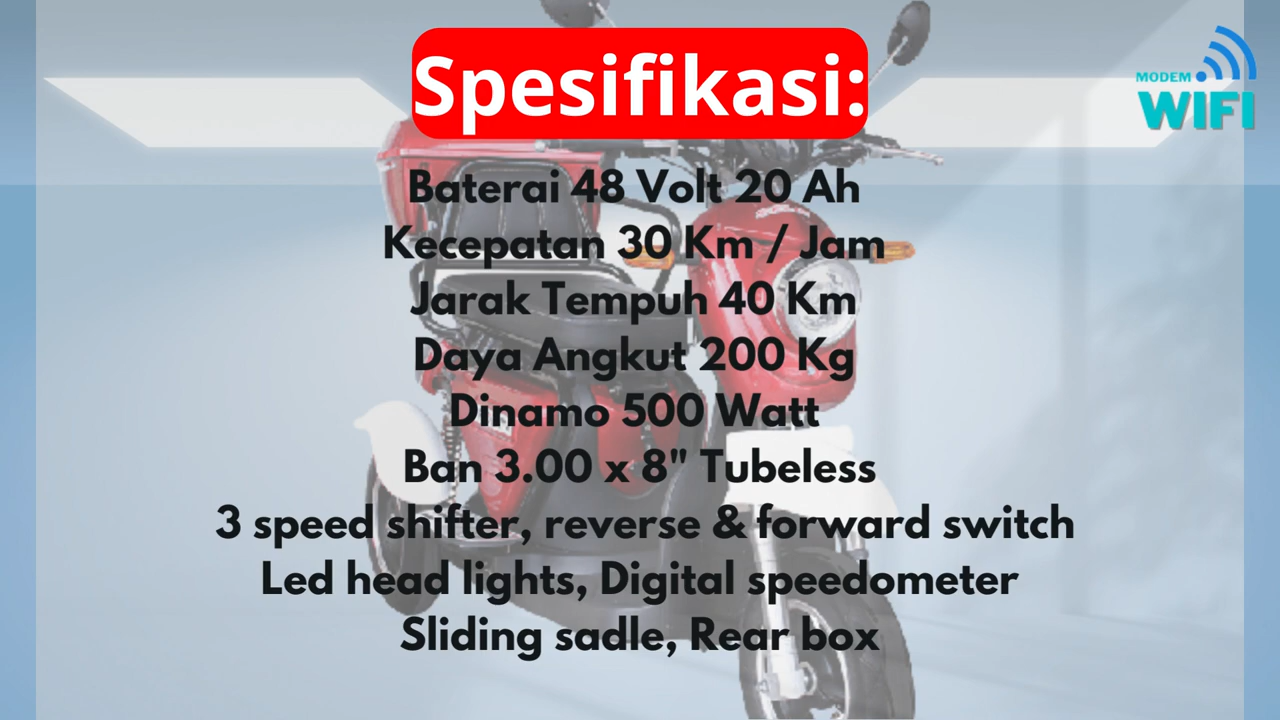 Spesifikasi:
MODEM
WIFI
Baterai 48 Volt 20 Ah
Kecepatan 30 Km / Jam
Jarak Tempuh 40 Km
Daya Angkut 200 Kg
Dinamo 500 Watt
Ban 3.00 x 8" Tubeless
3 speed shifter, reverse & forward switch
Led head lights, Digital speedometer
Sliding sadle, Rear box